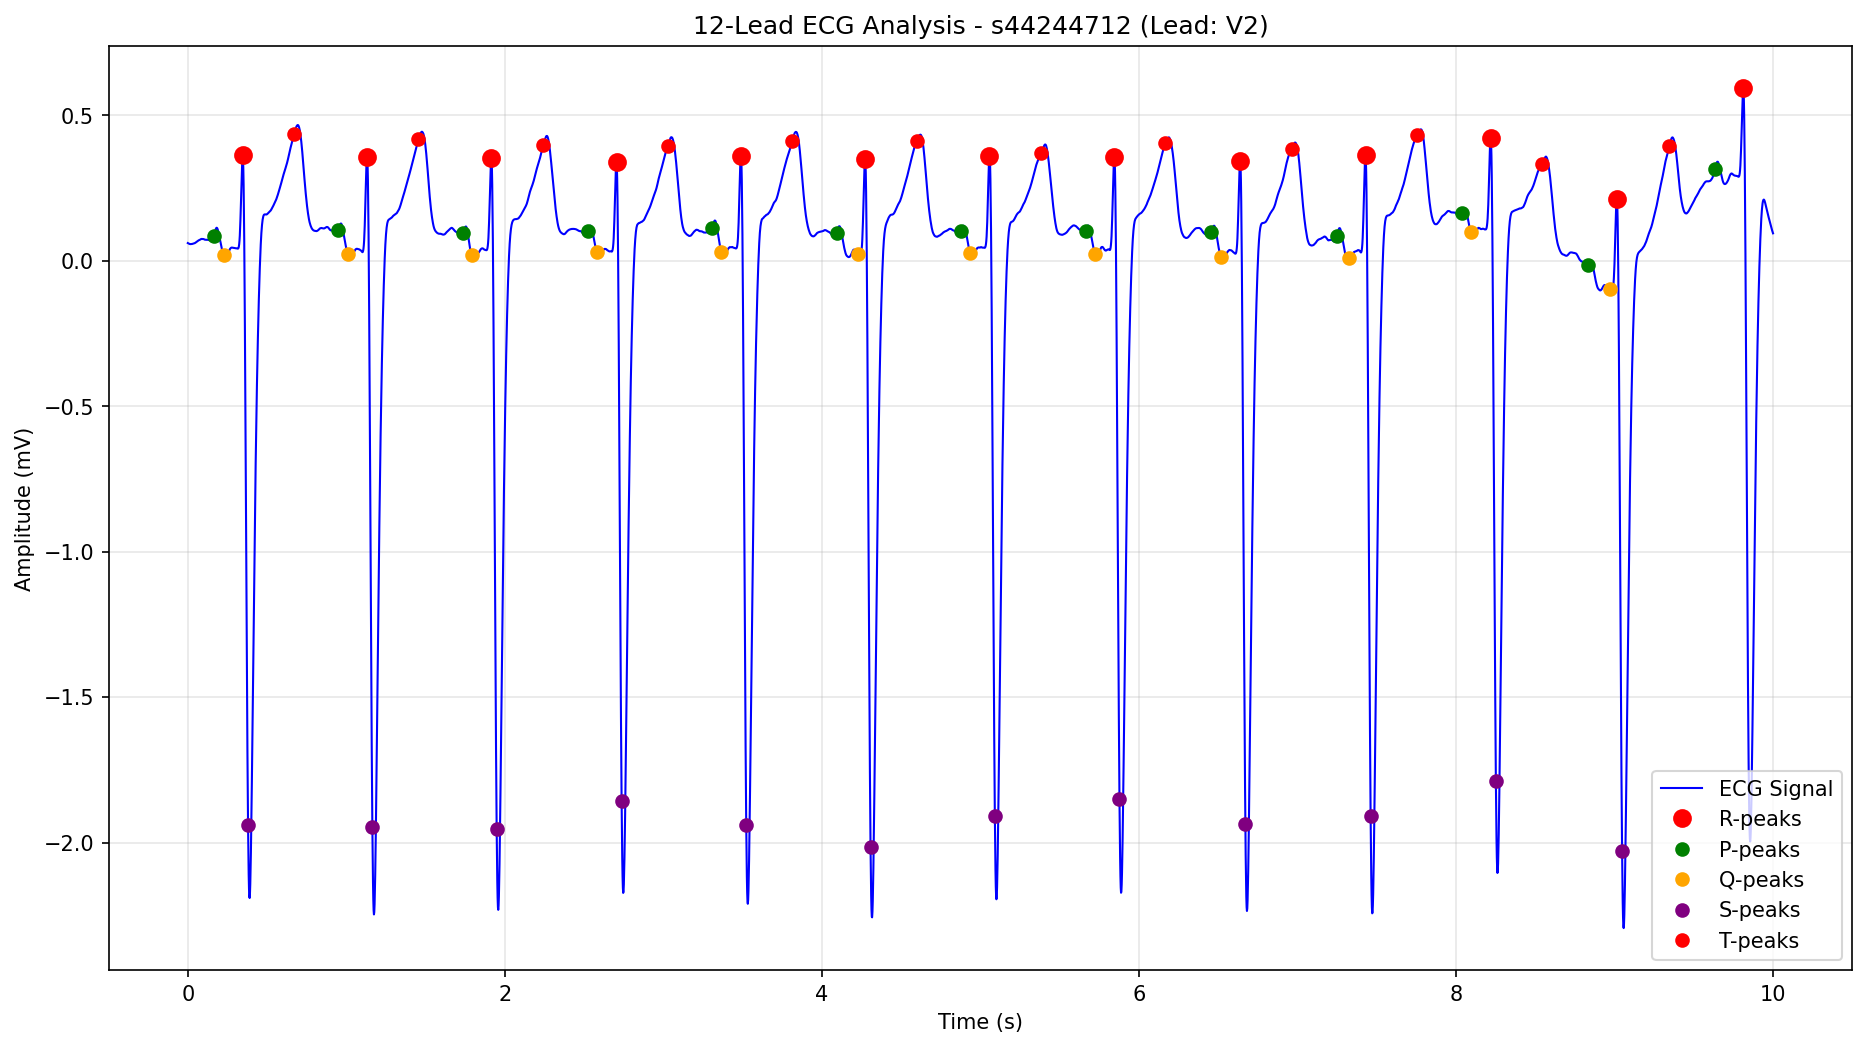 12-Lead ECG Analysis - s44244712 (Lead: V2)
Amplitude (mV)
0.5
0.0
−0.5
−1.0
−1.5
−2.0
ECG Signal
R-peaks
P-peaks
Q-peaks
S-peaks
T-peaks
0 2 4 6 8 10
Time (s)